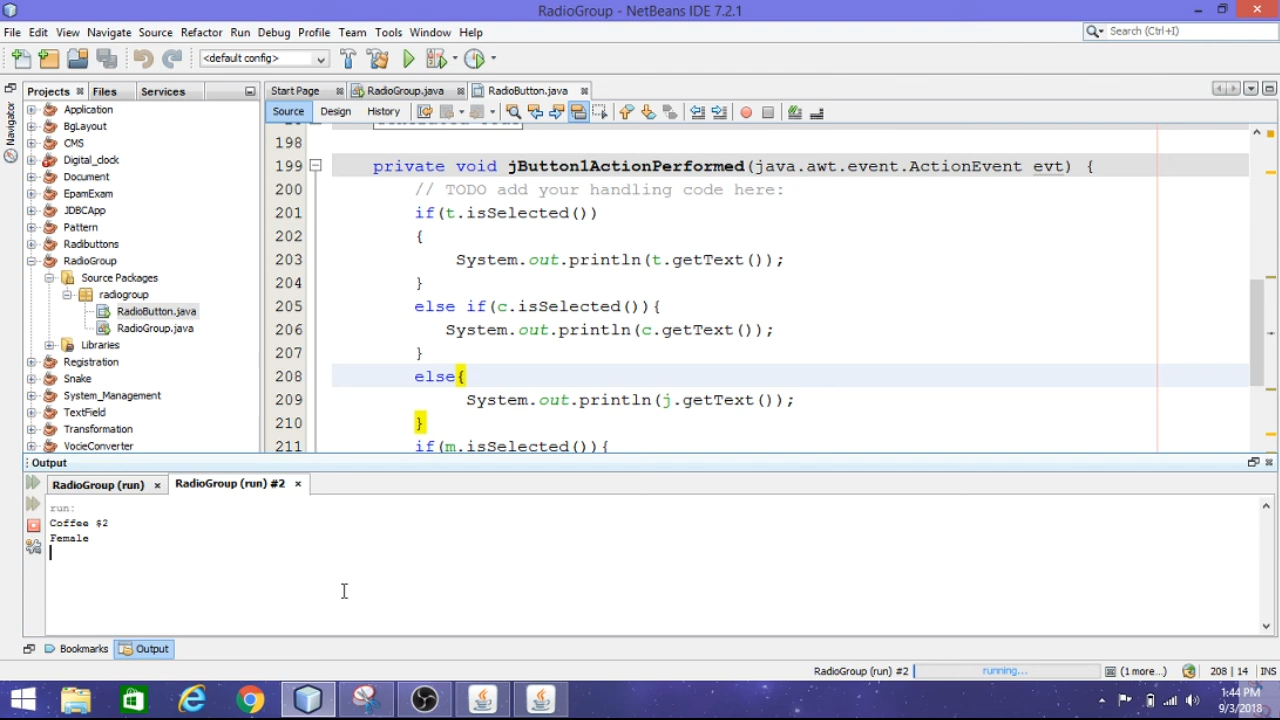 RadioGroup - NetBeans IDE 7.2.1
File Edit View Navigate Source Refactor Run Debug Profile Team Tools Window Help
Search (Ctrl+I)
<default config>
Projects Files Services
Start Page RadioGroup.java RadioButton.java
Navigator
Source Design History
Application
BgLayout
CMS
Digital_clock
Document
EpamExam
JDBCApp
Pattern
Radibuttons
RadioGroup
Source Packages
radiogroup
RadioButton.java
RadioGroup.java
Libraries
Registration
Snake
System_Management
TextField
Transformation
VocieConverter
198
199 private void jButton1ActionPerformed(java.awt.event.ActionEvent evt) {
200 // TODO add your handling code here:
201 if(t.isSelected())
202 {
203 System.out.println(t.getText());
204 }
205 else if(c.isSelected()){
206 System.out.println(c.getText());
207 }
208 else{
209 System.out.println(j.getText());
210 }
211 if(m.isSelected()){
Output
RadioGroup (run) RadioGroup (run) #2
run:
Coffee $2
Female
Bookmarks Output
RadioGroup (run) #2 running... (1 more...) 208 | 14 INS
1:44 PM
9/3/2018